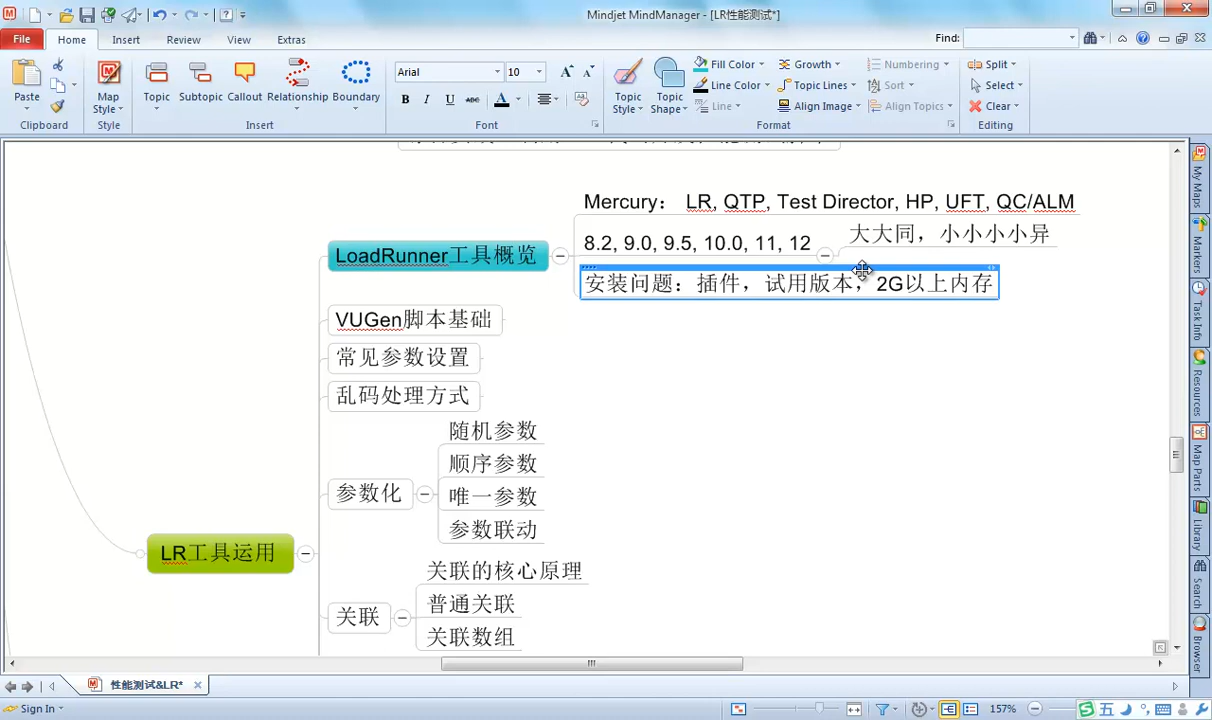 Mindjet MindManager - [LR性能测试*]
File
Home
Insert
Review
View
Extras
Find:
Paste
Map
Style
Topic
Subtopic
Callout
Relationship
Boundary
Arial
10
B
I
U
A
Topic
Style
Topic
Shape
Fill Color
Line Color
Line
Growth
Topic Lines
Align Image
Numbering
Sort
Align Topics
Split
Select
Clear
Clipboard
Style
Insert
Font
Format
Editing
Mercury： LR, QTP, Test Director, HP, UFT, QC/ALM
LoadRunner工具概览
8.2, 9.0, 9.5, 10.0, 11, 12
大大同，小小小小异
安装问题：插件，试用版本，2G以上内存
VUGen脚本基础
常见参数设置
乱码处理方式
随机参数
顺序参数
参数化
唯一参数
参数联动
LR工具运用
关联的核心原理
普通关联
关联
关联数组
My Maps
Markers
Task Info
Resources
Map Parts
Library
Search
Browser
性能测试&LR*
Sign In
157%
五